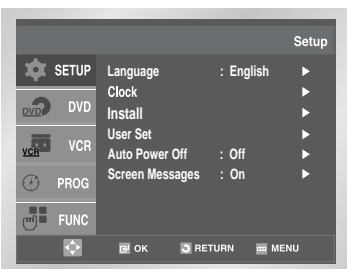 Setup
SETUP
Language : English ►
Clock ►
DVD DVD
Install ►
User Set ►
VCR VCR
Auto Power Off : Off ►
Screen Messages : On ►
PROG
FUNC
OK RETURN MENU